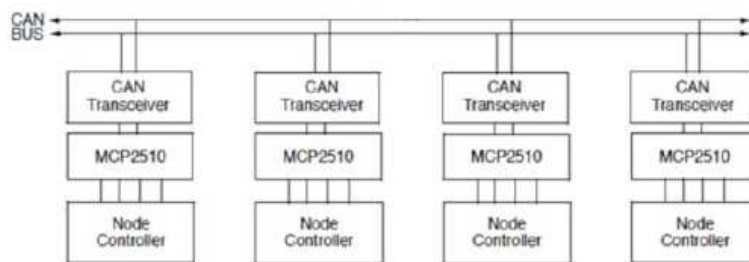 CAN
BUS
CAN
Transceiver
CAN
Transceiver
CAN
Transceiver
CAN
Transceiver
MCP2510
MCP2510
MCP2510
MCP2510
Node
Controller
Node
Controller
Node
Controller
Node
Controller